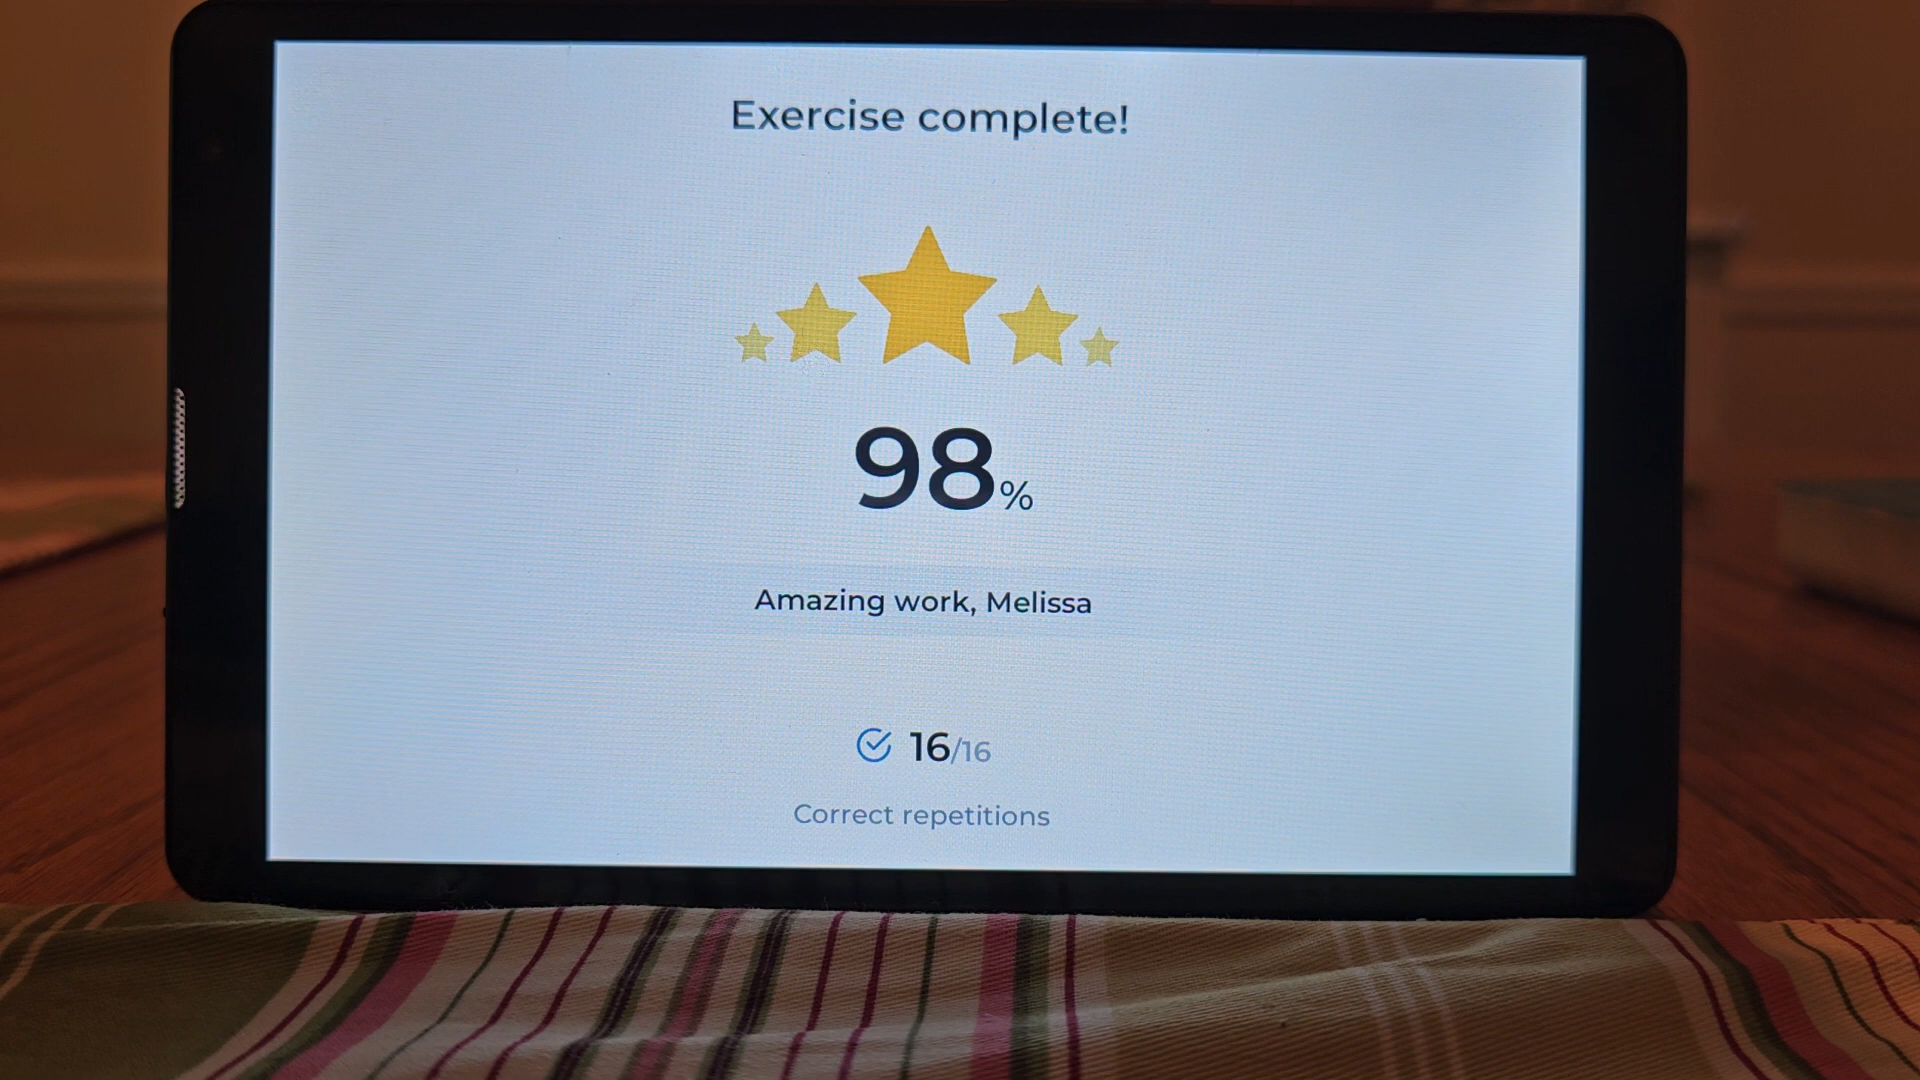 Exercise complete!
98%
Amazing work, Melissa
16/16
Correct repetitions